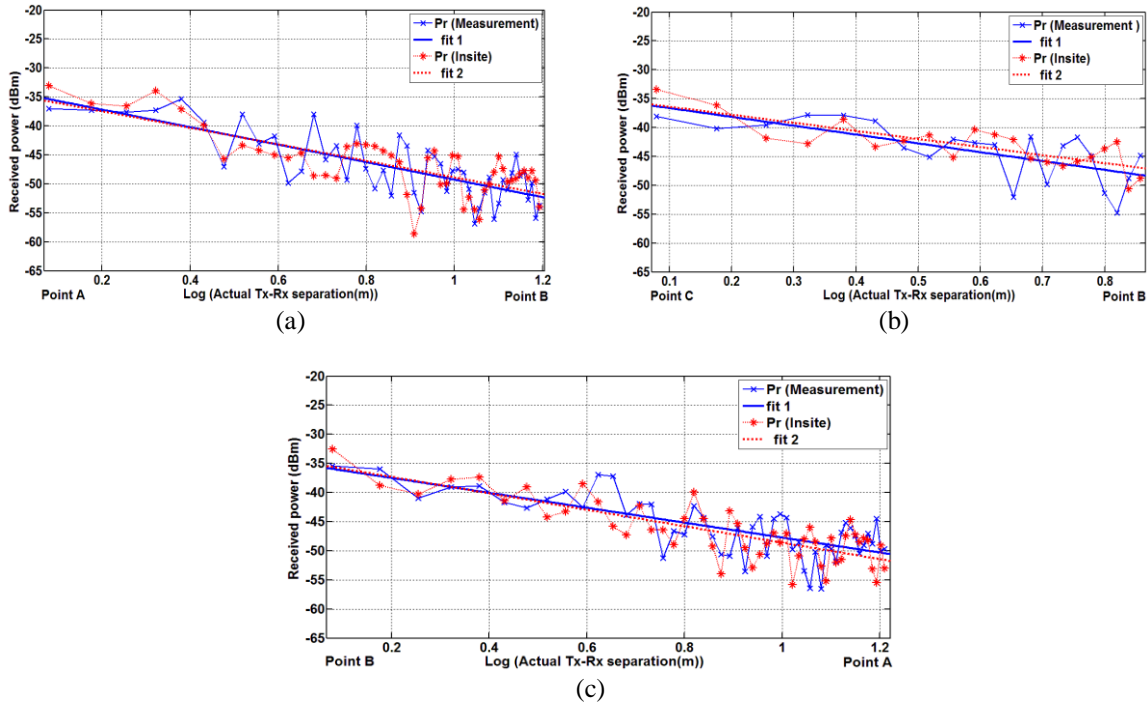 Pr (Measurement)
fit 1
Pr (Insite)
fit 2
Received power (dBm)
-20
-25
-30
-35
-40
-45
-50
-55
-60
-65
0.2 0.4 0.6 0.8 1 1.2
Point A Log (Actual Tx-Rx separation(m)) Point B
(a)
Pr (Measurement )
fit 1
Pr (Insite)
fit 2
Received power (dBm)
-20
-25
-30
-35
-40
-45
-50
-55
-60
-65
0.1 0.2 0.3 0.4 0.5 0.6 0.7 0.8
Point C Log (Actual Tx-Rx separation(m)) Point B
(b)
Pr (Measurement)
fit 1
Pr (Insite)
fit 2
Received power (dBm)
-20
-25
-30
-35
-40
-45
-50
-55
-60
-65
0.2 0.4 0.6 0.8 1 1.2
Point B Log (Actual Tx-Rx separation(m)) Point A
(c)